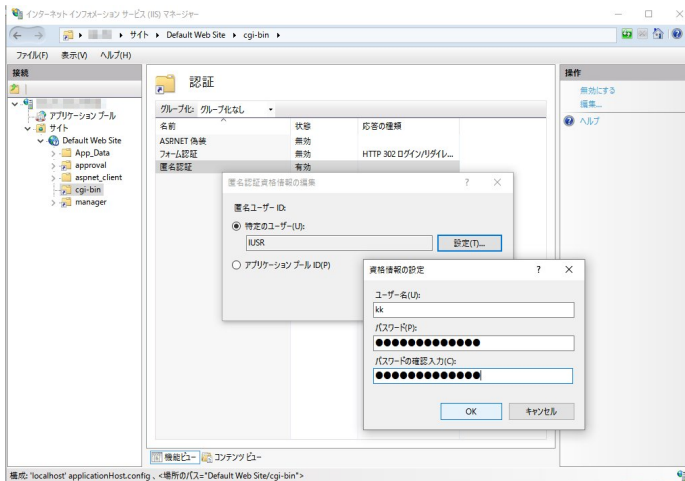 インターネット インフォメーション サービス (IIS) マネージャー
サイト ▸ Default Web Site ▸ cgi-bin ▸
ファイル(F) 表示(V) ヘルプ(H)
接続
アプリケーション プール
サイト
Default Web Site
App_Data
approval
aspnet_client
cgi-bin
manager
認証
グループ化: グループ化なし
名前 状態 応答の種類
ASP.NET 偽装 無効
フォーム認証 無効 HTTP 302 ログイン/リダイレ...
匿名認証 有効
匿名認証資格情報の編集 ? ×
匿名ユーザー ID:
特定のユーザー(U):
IUSR 設定(T)...
アプリケーション プール ID(P)
資格情報の設定 ? ×
ユーザー名(U):
kk
パスワード(P):
●●●●●●●●●●●●●
パスワードの確認入力(C):
●●●●●●●●●●●●●
OK キャンセル
機能ビュー コンテンツ ビュー
操作
無効にする
編集...
ヘルプ
構成: 'localhost' applicationHost.config 、<場所のパス="Default Web Site/cgi-bin">